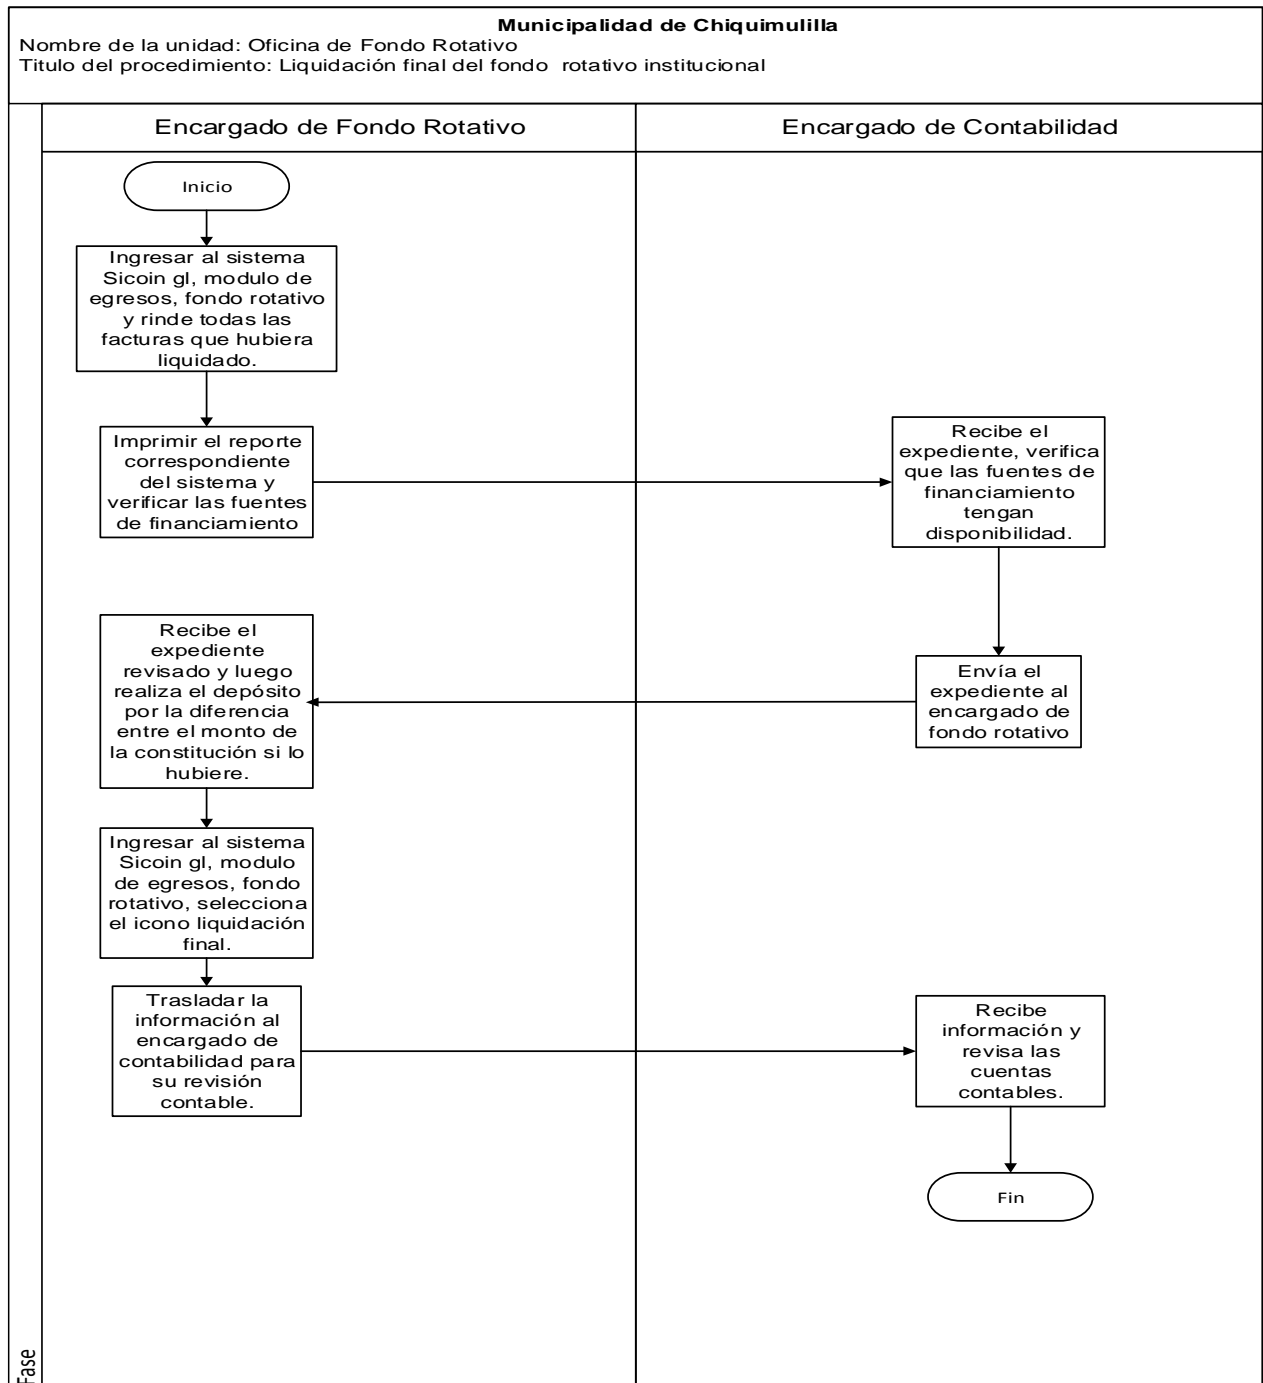 Municipalidad de Chiquimulilla
Nombre de la unidad: Oficina de Fondo Rotativo
Titulo del procedimiento: Liquidación final del fondo rotativo institucional
Encargado de Fondo Rotativo
Encargado de Contabilidad
Inicio
Ingresar al sistema
Sicoin gl, modulo de
egresos, fondo rotativo
y rinde todas las
facturas que hubiera
liquidado.
Imprimir el reporte
correspondiente
del sistema y
verificar las fuentes
de financiamiento
Recibe el
expediente, verifica
que las fuentes de
financiamiento
tengan
disponibilidad.
Envía el
expediente al
encargado de
fondo rotativo
Recibe el
expediente
revisado y luego
realiza el depósito
por la diferencia
entre el monto de
la constitución si lo
hubiere.
Ingresar al sistema
Sicoin gl, modulo
de egresos, fondo
rotativo, selecciona
el icono liquidación
final.
Trasladar la
información al
encargado de
contabilidad para
su revisión
contable.
Recibe
información y
revisa las
cuentas
contables.
Fin
Fase